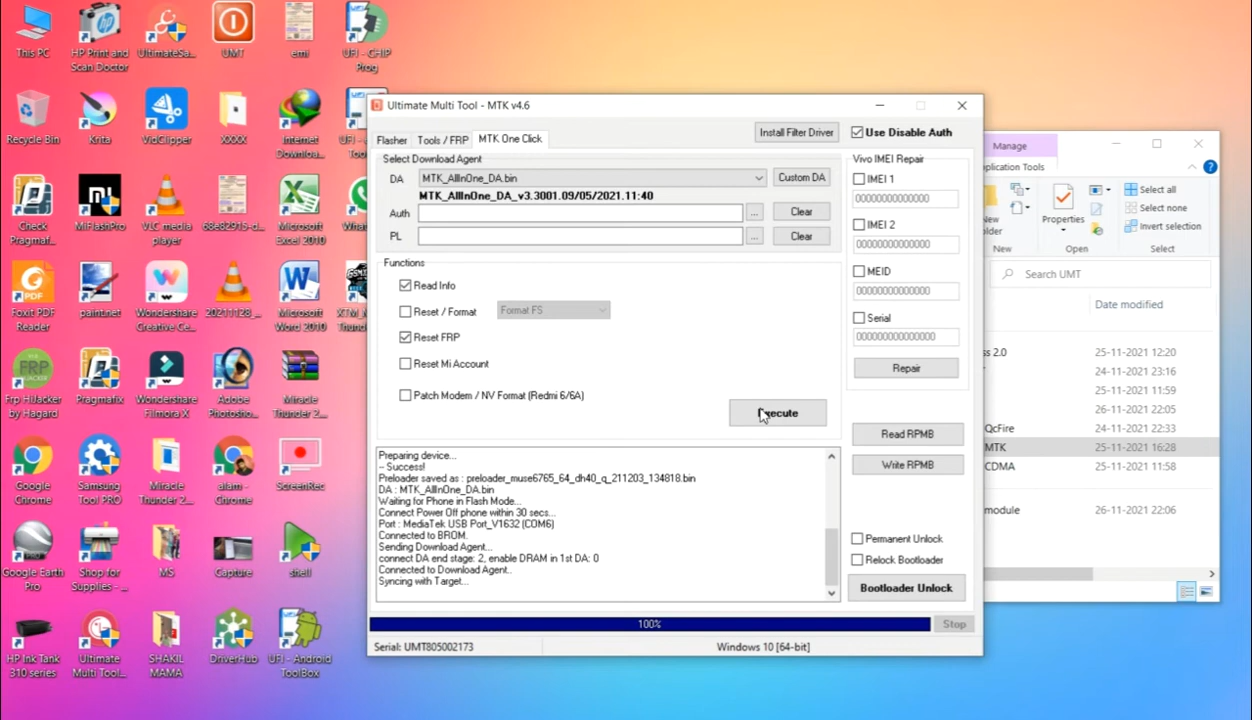 This PC
HP Print and
Scan Doctor
UltimateSa...
UMT
emi
UFi - CHIP
Prog
Recycle Bin
Krita
VidClipper
XXXX
Internet
Downloa...
UFi -
Tool
Check
Pragmaf...
MiFlashPro
VLC media
player
68e82915-d...
Microsoft
Excel 2010
Whats
Foxit PDF
Reader
paint.net
Wondershare
Creative Ce...
20211128_...
Microsoft
Word 2010
XTM_
Thund
Frp HiJacker
by Hagard
Pragmafix
Wondershare
Filmora X
Adobe
Photosho...
Miracle
Thunder 2....
Google
Chrome
Samsung
Tool PRO
Miracle
Thunder 2....
alam -
Chrome
ScreenRec
Google Earth
Pro
Shop for
Supplies - ...
MS
Capture
shell
HP Ink Tank
310 series
Ultimate
Multi Tool...
SHAKIL
MAMA
DriverHub
UFi - Android
ToolBox
Ultimate Multi Tool - MTK v4.6
Flasher
Tools / FRP
MTK One Click
Install Filter Driver
Use Disable Auth
Select Download Agent
DA
MTK_AllInOne_DA.bin
Custom DA
MTK_AllInOne_DA_v3.3001.09/05/2021.11:40
Auth
...
Clear
PL
...
Clear
Functions
Read Info
Reset / Format
Format FS
Reset FRP
Reset Mi Account
Patch Modem / NV Format (Redmi 6/6A)
Execute
Preparing device...
-- Success!
Preloader saved as : preloader_muse6765_64_dh40_q_211203_134818.bin
DA : MTK_AllInOne_DA.bin
Waiting for Phone in Flash Mode...
Connect Power Off phone within 30 secs...
Port : MediaTek USB Port_V1632 (COM6)
Connected to BROM.
Sending Download Agent...
connect DA end stage: 2, enable DRAM in 1st DA: 0
Connected to Download Agent..
Syncing with Target...
Vivo IMEI Repair
IMEI 1
00000000000000
IMEI 2
00000000000000
MEID
00000000000000
Serial
00000000000000
Repair
Read RPMB
Write RPMB
Permanent Unlock
Relock Bootloader
Bootloader Unlock
100%
Stop
Serial: UMT805002173
Windows 10 [64-bit]
Manage
pplication Tools
?
New
older
Properties
Select all
Select none
Invert selection
New
Open
Select
Search UMT
Date modified
ss 2.0
25-11-2021 12:20
24-11-2021 23:16
25-11-2021 11:59
26-11-2021 22:05
QcFire
24-11-2021 22:33
MTK
25-11-2021 16:28
CDMA
25-11-2021 11:58
module
26-11-2021 22:06